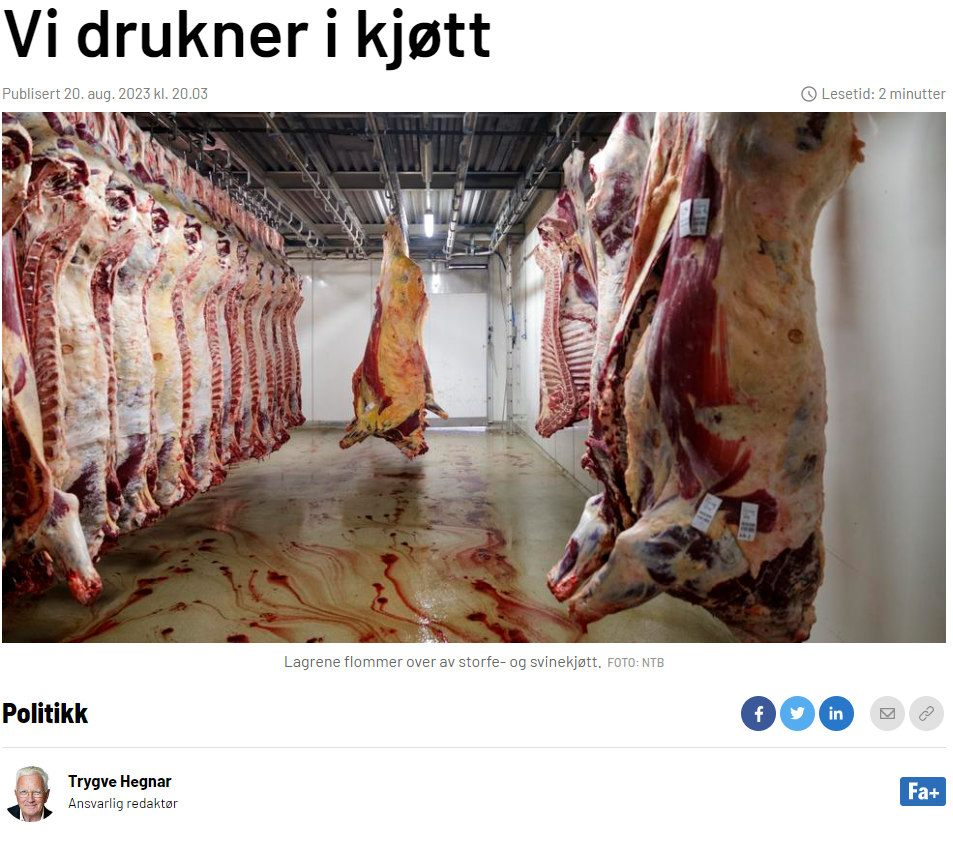 Vi drukner i kjøtt
Publisert 20. aug. 2023 kl. 20.03
Lesetid: 2 minutter
Lagrene flommer over av storfe- og svinekjøtt. FOTO: NTB
Politikk
Trygve Hegnar
Ansvarlig redaktør
Fa+